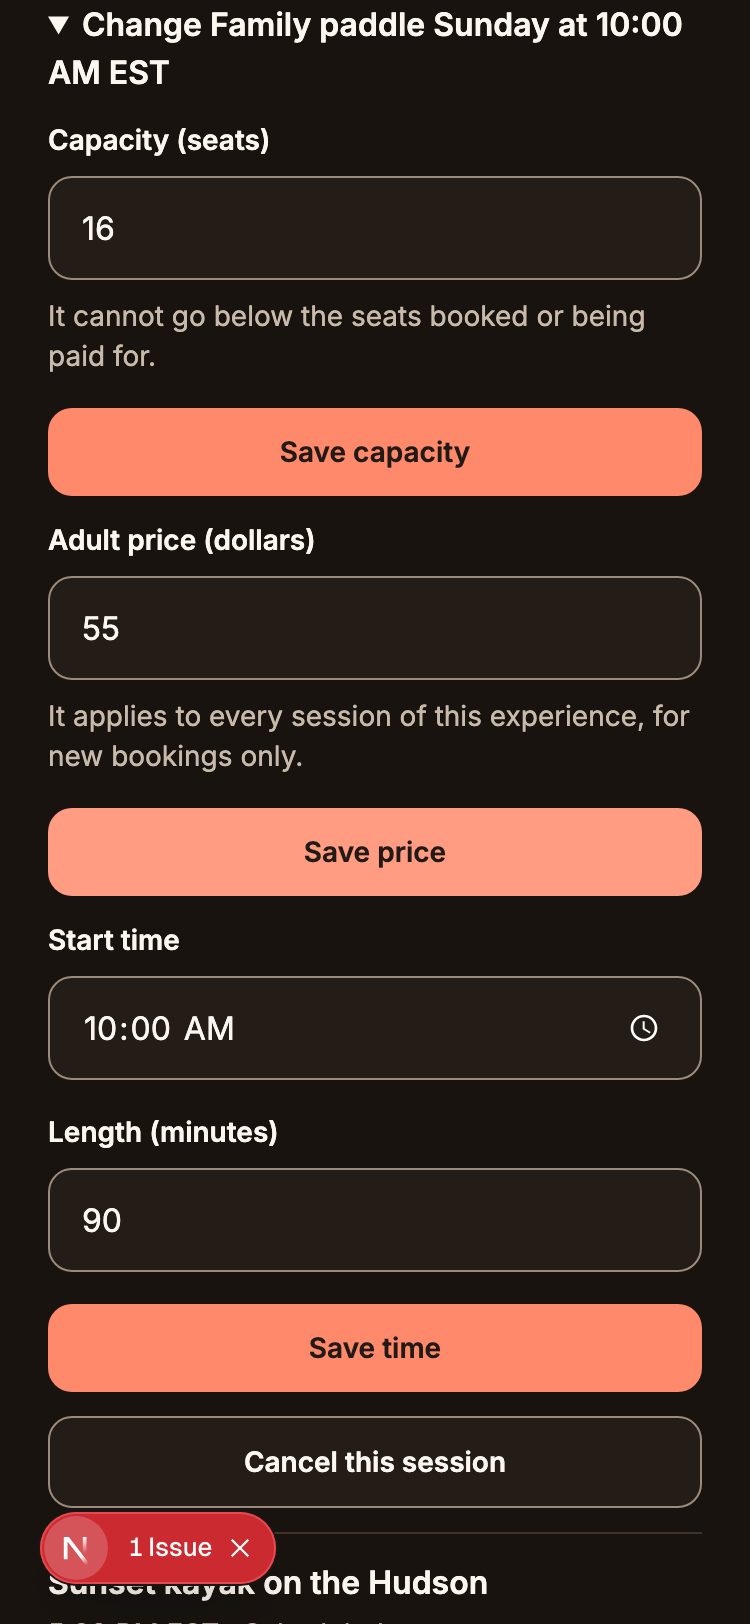 ▼ Change Family paddle Sunday at 10:00
AM EST
Capacity (seats)
16
It cannot go below the seats booked or being
paid for.
Save capacity
Adult price (dollars)
55
It applies to every session of this experience, for
new bookings only.
Save price
Start time
10:00 AM
Length (minutes)
90
Save time
Cancel this session
N 1 Issue
Sunset kayak on the Hudson